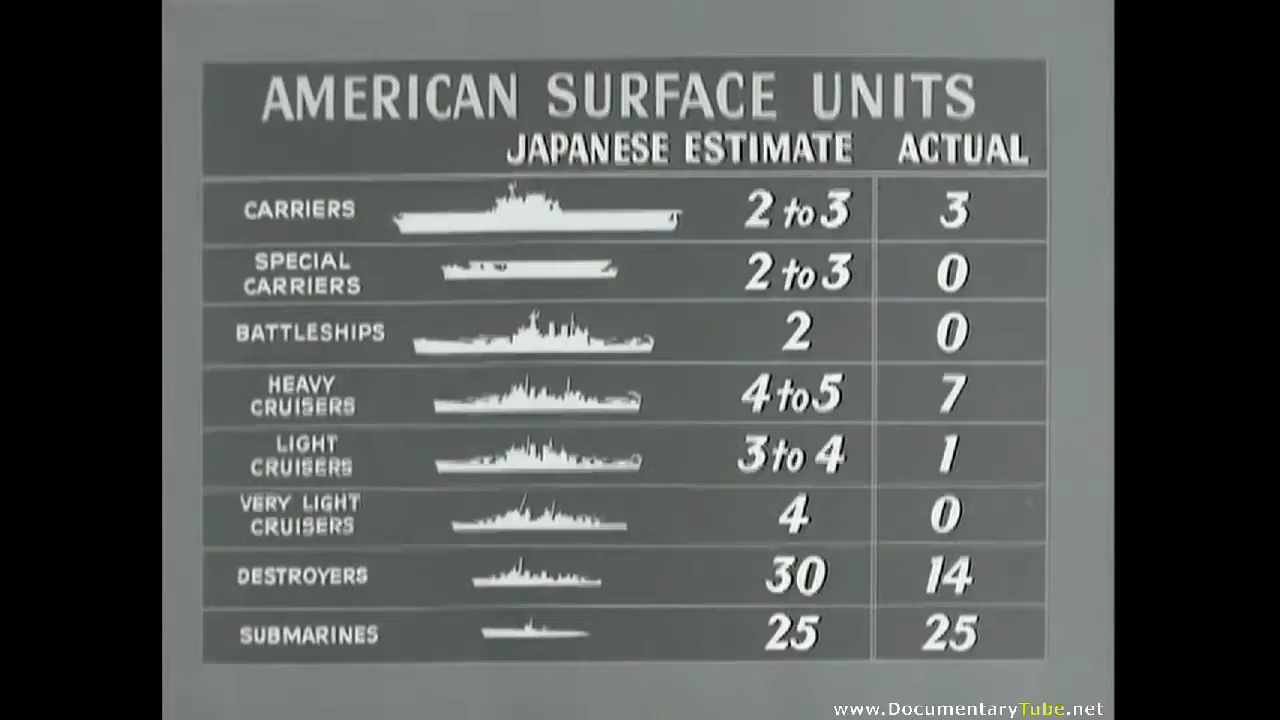 AMERICAN SURFACE UNITS
JAPANESE ESTIMATE ACTUAL
CARRIERS 2 to 3 3
SPECIAL
CARRIERS 2 to 3 0
BATTLESHIPS 2 0
HEAVY
CRUISERS 4 to 5 7
LIGHT
CRUISERS 3 to 4 1
VERY LIGHT
CRUISERS 4 0
DESTROYERS 30 14
SUBMARINES 25 25
www.DocumentaryTube.net